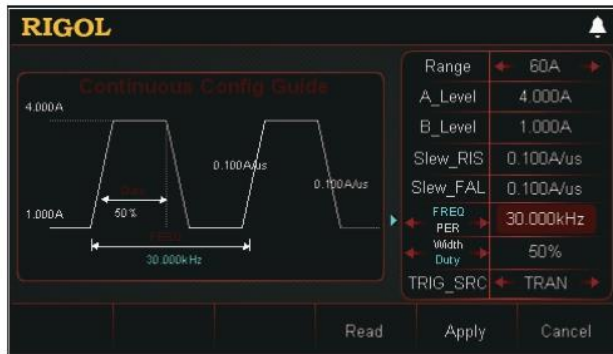 RIGOL
Continuous Config Guide
4.000A
0.100A/us
0.100A/us
Duty
50%
1.000A
FREQ
30.000kHz
Range 60A
A_Level 4.000A
B_Level 1.000A
Slew_RIS 0.100A/us
Slew_FAL 0.100A/us
FREQ
PER
30.000kHz
Width
Duty
50%
TRIG_SRC TRAN
Read Apply Cancel